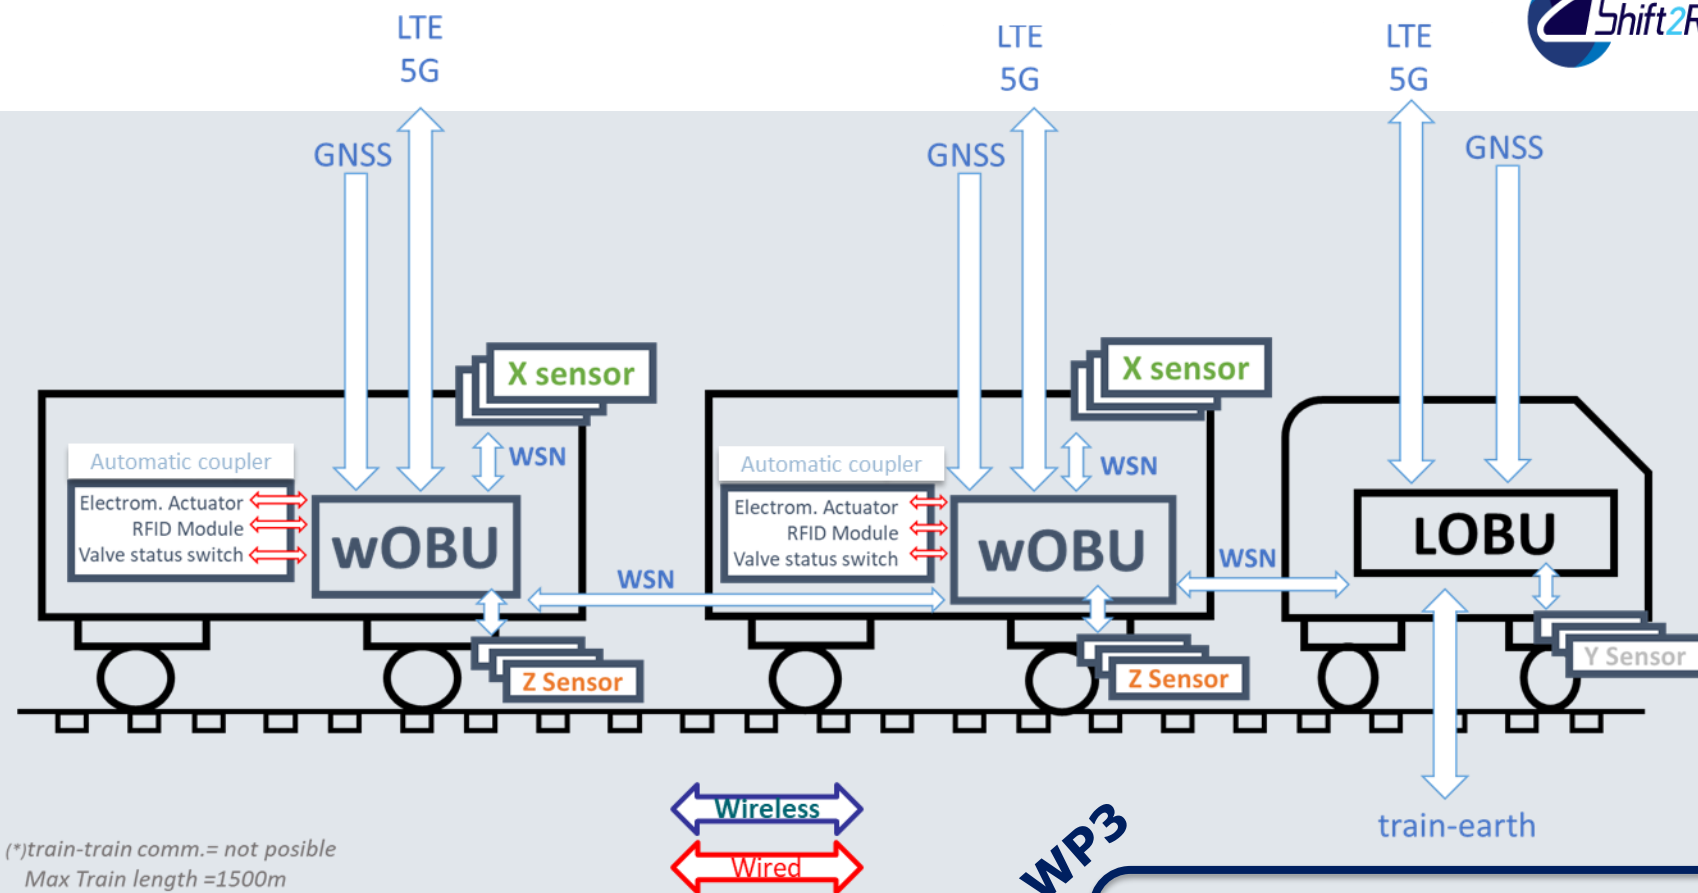 LTE
5G
LTE
5G
LTE
5G
Shift2R
GNSS
GNSS
GNSS
X sensor
X sensor
WSN
WSN
Automatic coupler
Electrom. Actuator
RFID Module
Valve status switch
wOBU
Automatic coupler
Electrom. Actuator
RFID Module
Valve status switch
wOBU
LOBU
WSN
WSN
Z Sensor
Z Sensor
Y Sensor
Wireless
Wired
train-earth
WP3
(*)train-train comm.= not posible
Max Train length =1500m